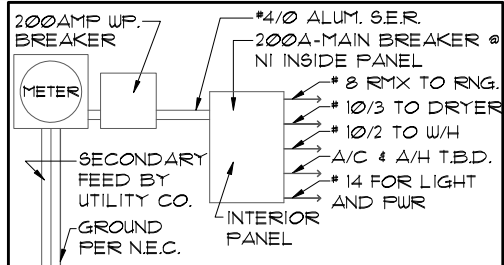 200AMP WP.
BREAKER
METER
#4/0 ALUM. S.E.R.
200A-MAIN BREAKER @
NI INSIDE PANEL
# 8 RMX TO RNG.
# 10/3 TO DRYER
# 10/2 TO W/H
A/C & A/H T.B.D.
# 14 FOR LIGHT
AND PWR
SECONDARY
FEED BY
UTILITY CO.
GROUND
PER N.E.C.
INTERIOR
PANEL